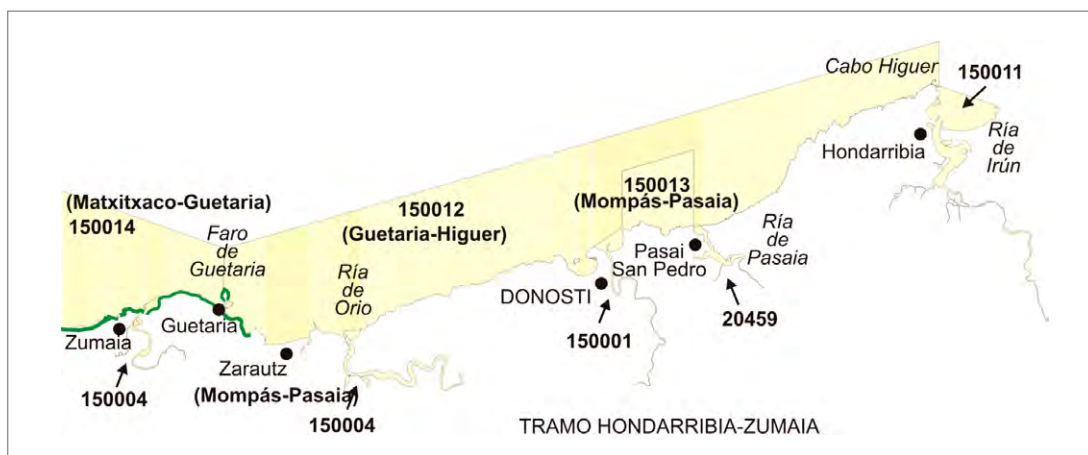 Cabo Higuer
150011
Ría
de
Irún
Hondarribia
(Matxitxaco-Guetaria)
150014
Faro
de
Guetaria
150012
(Guetaria-Higuer)
150013
(Mompás-Pasaia)
Ría
de
Orio
Pasai
San Pedro
Ría
de
Pasaia
DONOSTI
Guetaria
Zumaia
150004
Zarautz
(Mompás-Pasaia)
150004
150001
20459
TRAMO HONDARRIBIA-ZUMAIA